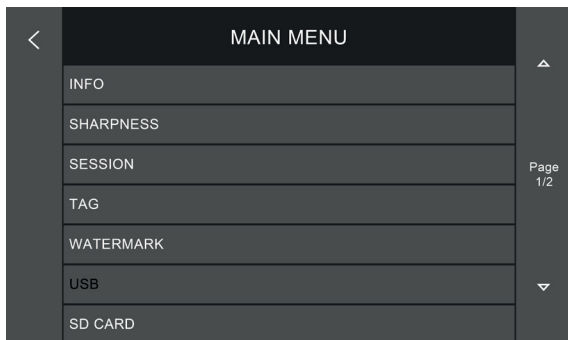 MAIN MENU
INFO
SHARPNESS
SESSION
TAG
WATERMARK
USB
SD CARD
Page
1/2